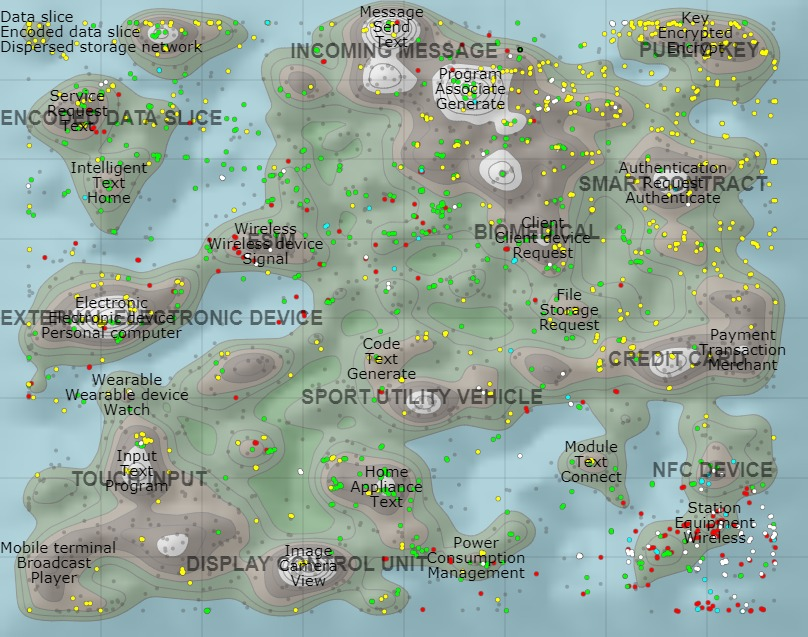 Data slice
Encoded data slice
Dispersed storage network
Message
Send
Text
INCOMING MESSAGE
Key
Encrypted
Encrypt
PUBLIC KEY
Program
Associate
Generate
Service
Request
Text
ENCODED DATA SLICE
Intelligent
Text
Home
Authentication
Request
Authenticate
SMART CONTRACT
Wireless
Wireless device
Signal
Client
Client device
Request
BIOMEDICAL
Electronic
Electronic device
Personal computer
EXTERNAL ELECTRONIC DEVICE
File
Storage
Request
Code
Text
Generate
Payment
Transaction
Merchant
CREDIT CARD
Wearable
Wearable device
Watch
SPORT UTILITY VEHICLE
Input
Text
Program
TOUCH INPUT
Home
Appliance
Text
Module
Text
Connect
NFC DEVICE
Station
Equipment
Wireless
Mobile terminal
Broadcast
Player
Image
Camera
View
DISPLAY CONTROL UNIT
Power
Consumption
Management